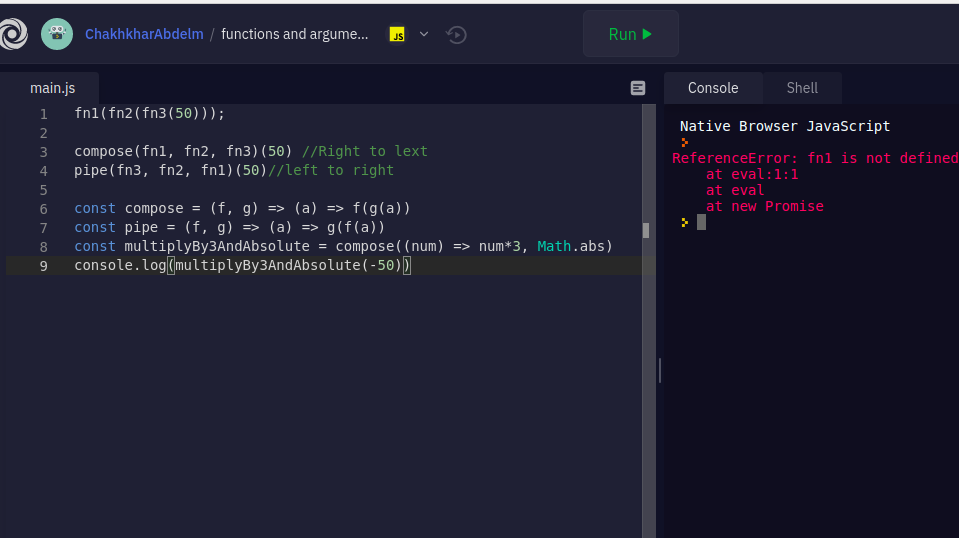 ChakhkharAbdelm / functions and argume... JS Run
main.js
Console Shell
1 fn1(fn2(fn3(50)));
2
3 compose(fn1, fn2, fn3)(50) //Right to lext
4 pipe(fn3, fn2, fn1)(50)//left to right
5
6 const compose = (f, g) => (a) => f(g(a))
7 const pipe = (f, g) => (a) => g(f(a))
8 const multiplyBy3AndAbsolute = compose((num) => num*3, Math.abs)
9 console.log(multiplyBy3AndAbsolute(-50))
Native Browser JavaScript
ReferenceError: fn1 is not defined
at eval:1:1
at eval
at new Promise